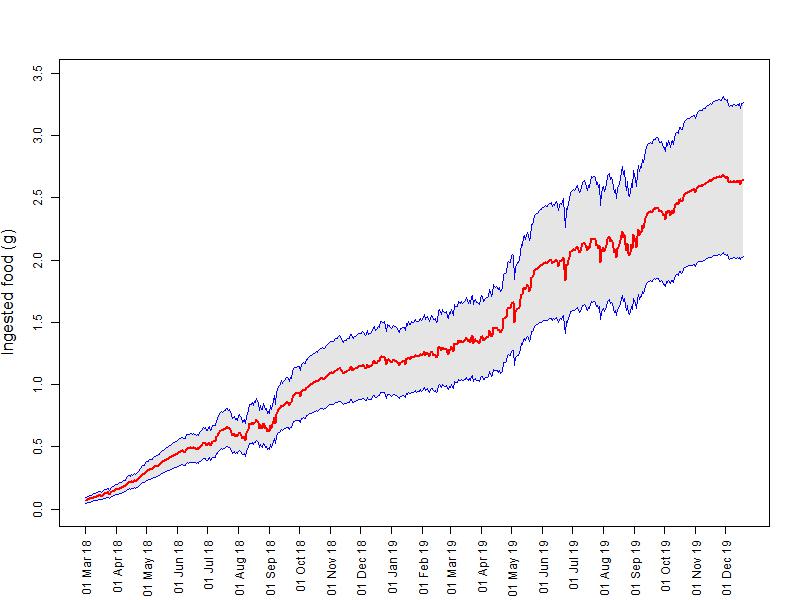 Ingested food (g)
3.5
3.0
2.5
2.0
1.5
1.0
0.5
0.0
01 Mar 18
01 Apr 18
01 May 18
01 Jun 18
01 Jul 18
01 Aug 18
01 Sep 18
01 Oct 18
01 Nov 18
01 Dec 18
01 Jan 19
01 Feb 19
01 Mar 19
01 Apr 19
01 May 19
01 Jun 19
01 Jul 19
01 Aug 19
01 Sep 19
01 Oct 19
01 Nov 19
01 Dec 19